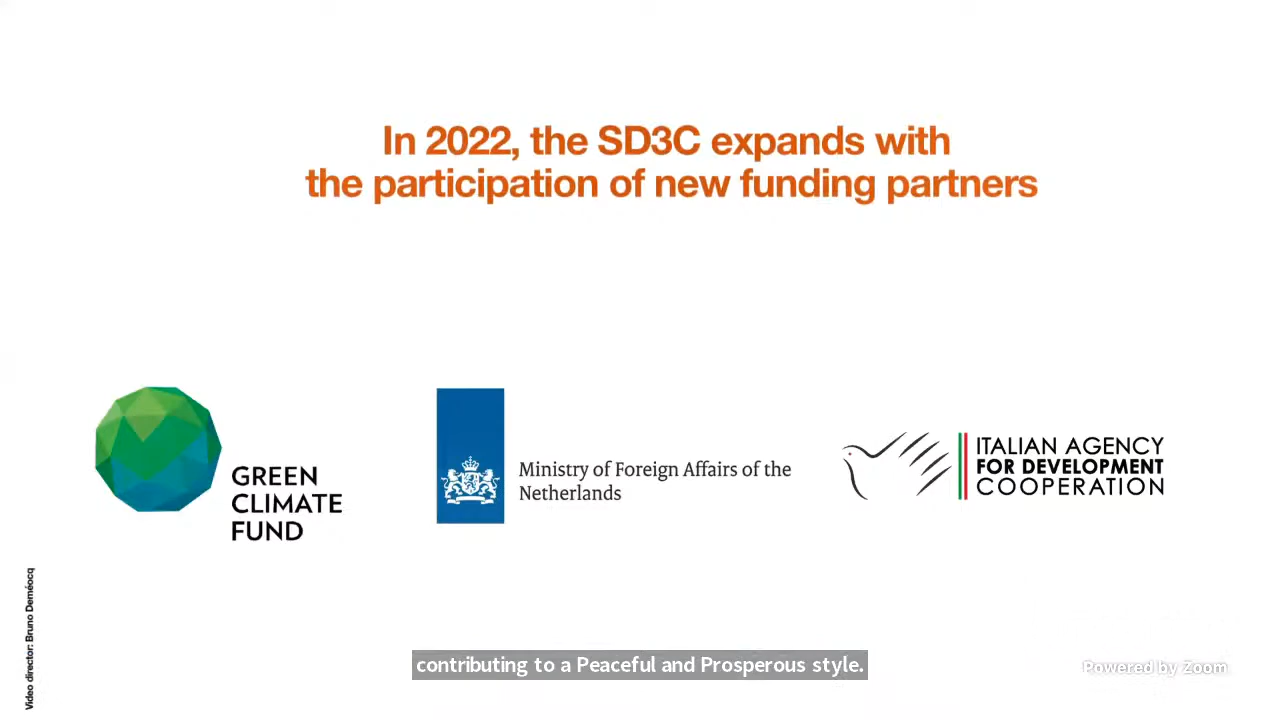 In 2022, the SD3C expands with
the participation of new funding partners
GREEN
CLIMATE
FUND
Ministry of Foreign Affairs of the
Netherlands
ITALIAN AGENCY
FOR DEVELOPMENT
COOPERATION
Video director: Bruno Deméocq
contributing to a Peaceful and Prosperous style.
Powered by Zoom